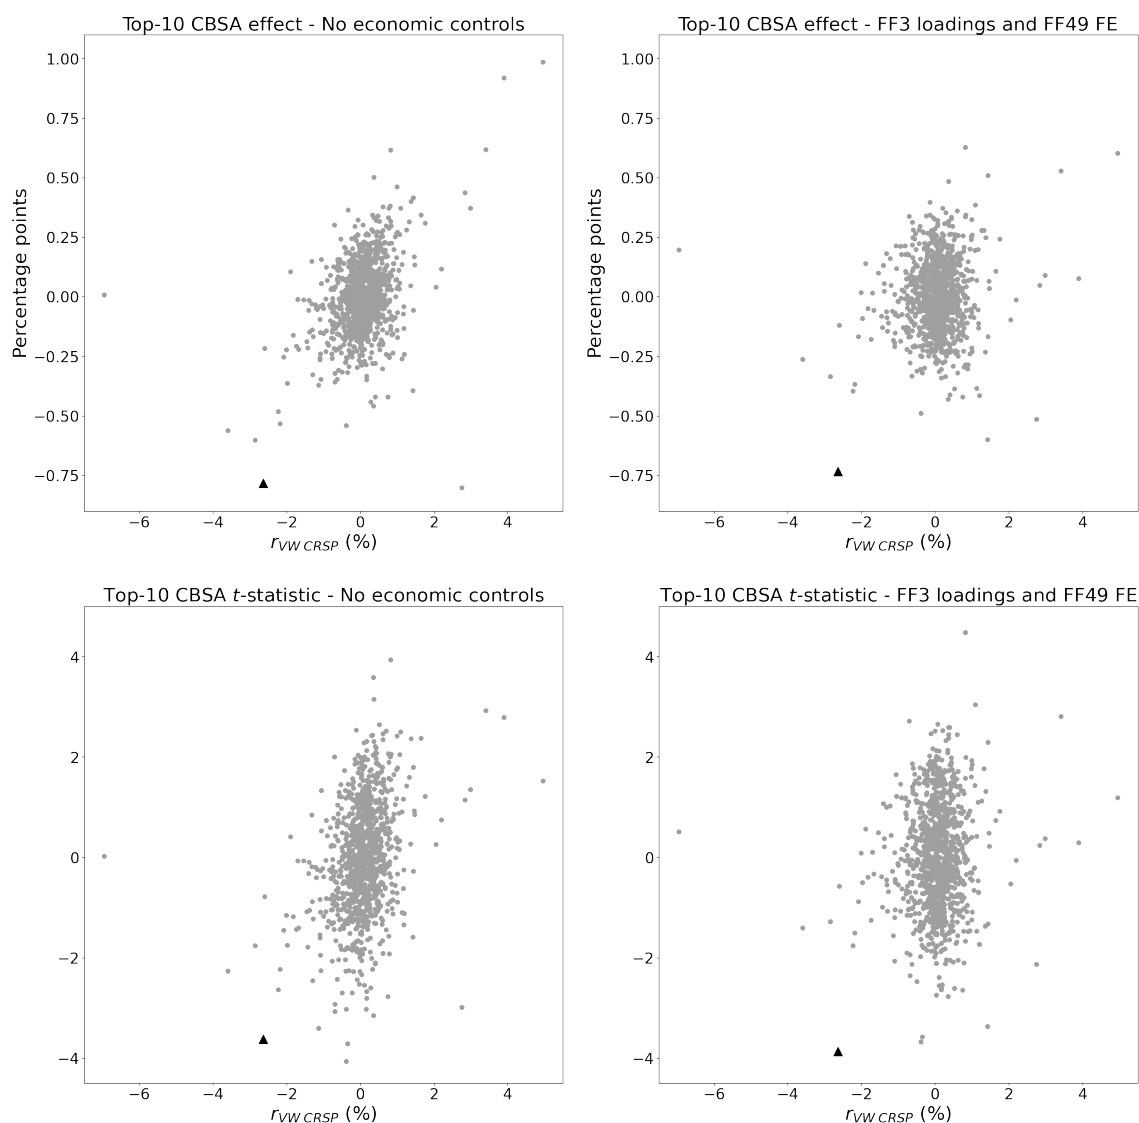 Top-10 CBSA effect - No economic controls
Percentage points
1.00
0.75
0.50
0.25
0.00
−0.25
−0.50
−0.75
−6 −4 −2 0 2 4
r_VW CRSP (%)
Top-10 CBSA effect - FF3 loadings and FF49 FE
Percentage points
1.00
0.75
0.50
0.25
0.00
−0.25
−0.50
−0.75
−6 −4 −2 0 2 4
r_VW CRSP (%)
Top-10 CBSA t-statistic - No economic controls
4
2
0
−2
−4
−6 −4 −2 0 2 4
r_VW CRSP (%)
Top-10 CBSA t-statistic - FF3 loadings and FF49 FE
4
2
0
−2
−4
−6 −4 −2 0 2 4
r_VW CRSP (%)